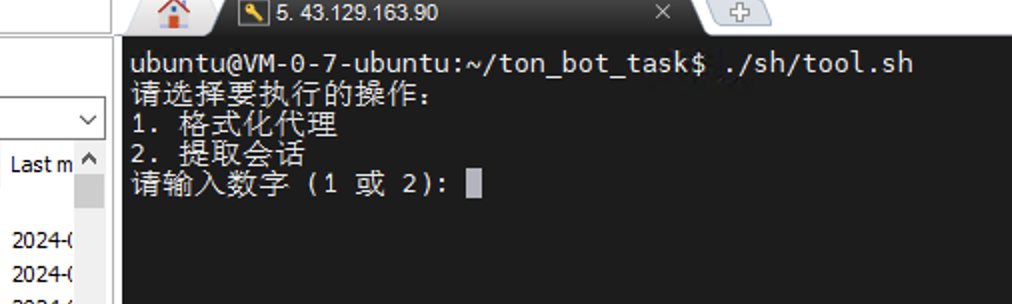 5. 43.129.163.90
ubuntu@VM-0-7-ubuntu:~/ton_bot_task$ ./sh/tool.sh
请选择要执行的操作：
1. 格式化代理
2. 提取会话
请输入数字 (1 或 2):
Last m
2024-0
2024-0